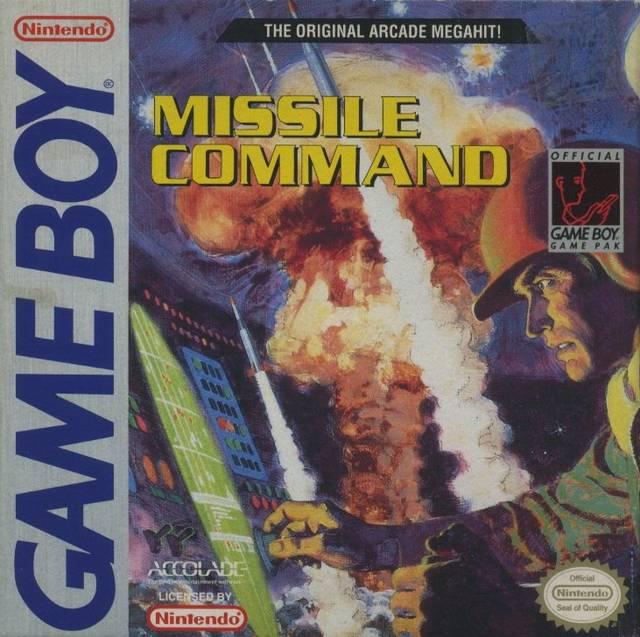 Nintendo®
GAME BOY®
THE ORIGINAL ARCADE MEGAHIT!
MISSILE
COMMAND
OFFICIAL
GAME BOY
GAME PAK
ACCOLADE
LICENSED BY
Nintendo
Official
Nintendo
Seal of Quality